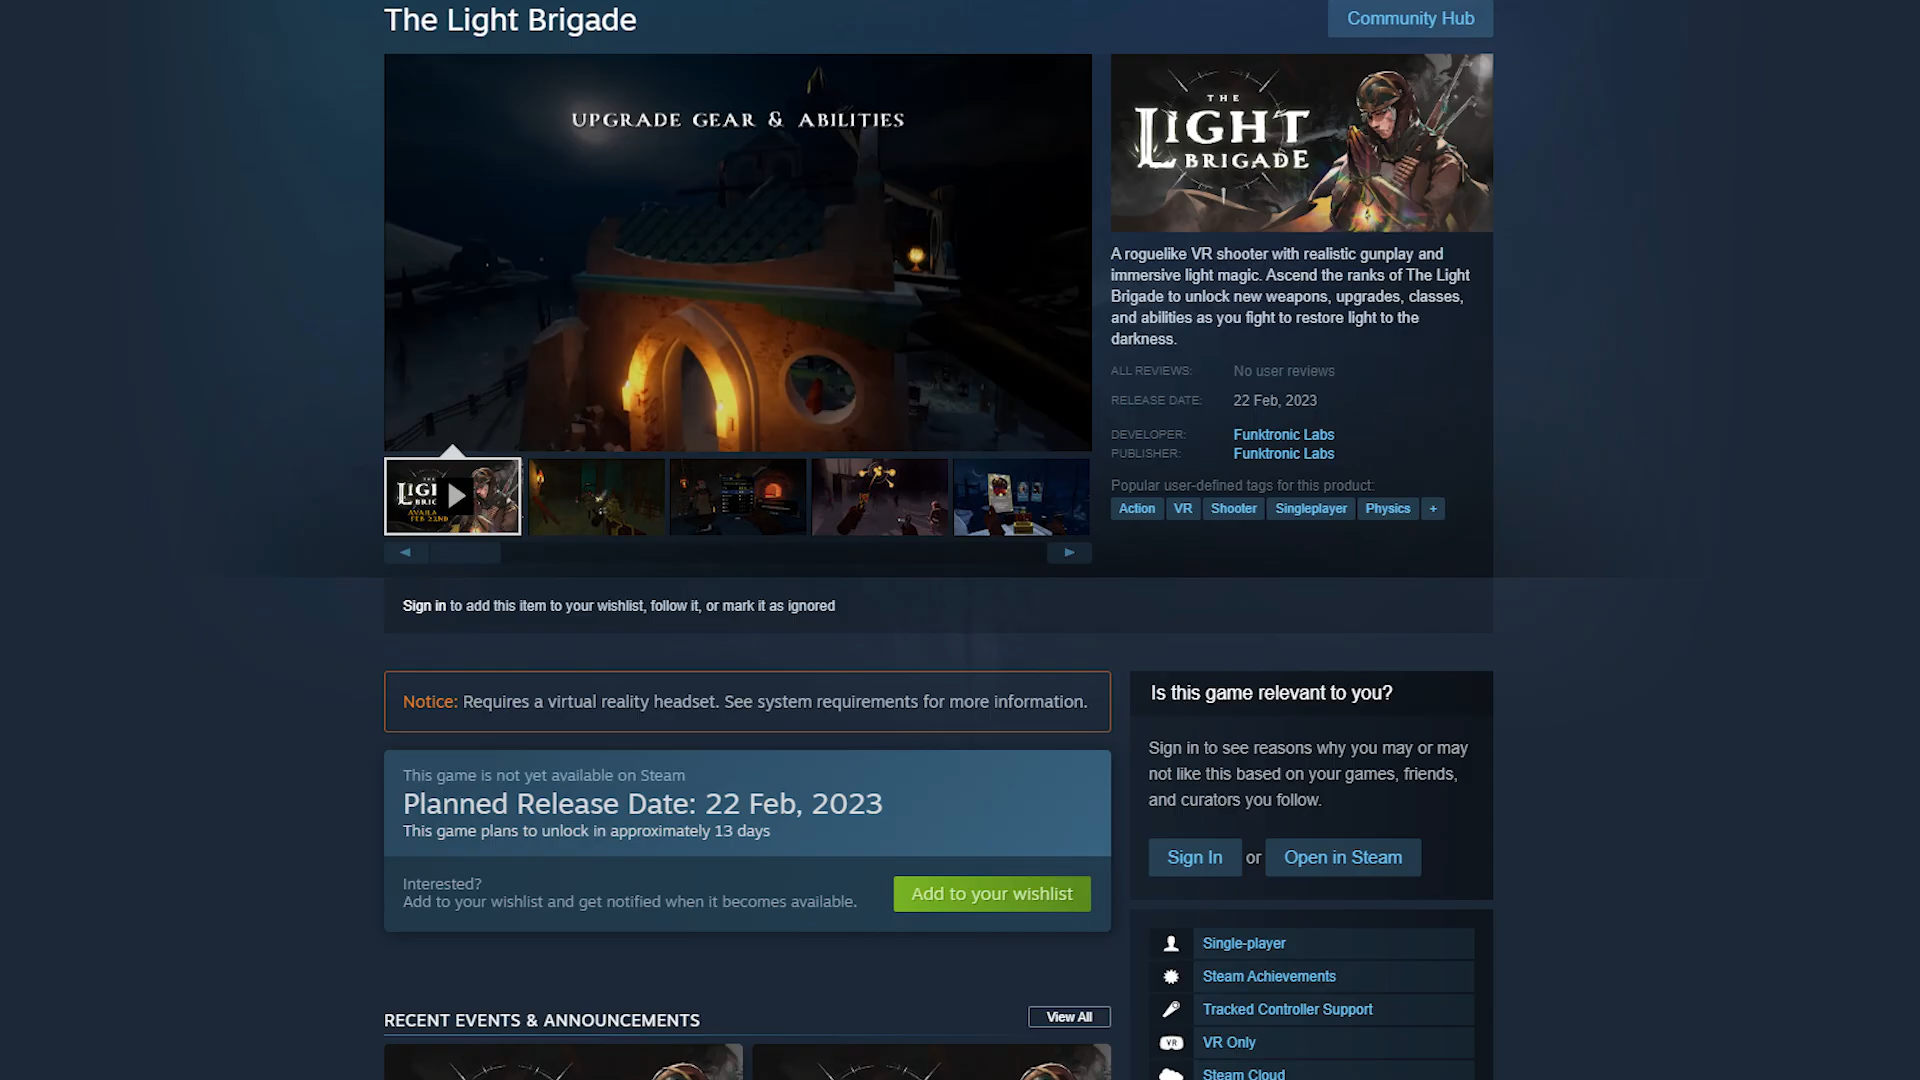 The Light Brigade
Community Hub
UPGRADE GEAR & ABILITIES
THE
LIGHT
BRIGADE
A roguelike VR shooter with realistic gunplay and
immersive light magic. Ascend the ranks of The Light
Brigade to unlock new weapons, upgrades, classes,
and abilities as you fight to restore light to the
darkness.
ALL REVIEWS: No user reviews
RELEASE DATE: 22 Feb, 2023
DEVELOPER: Funktronic Labs
PUBLISHER: Funktronic Labs
Popular user-defined tags for this product:
Action VR Shooter Singleplayer Physics +
Sign in to add this item to your wishlist, follow it, or mark it as ignored
Notice: Requires a virtual reality headset. See system requirements for more information.
This game is not yet available on Steam
Planned Release Date: 22 Feb, 2023
This game plans to unlock in approximately 13 days
Interested?
Add to your wishlist and get notified when it becomes available.
Add to your wishlist
Is this game relevant to you?
Sign in to see reasons why you may or may
not like this based on your games, friends,
and curators you follow.
Sign In or Open in Steam
Single-player
Steam Achievements
Tracked Controller Support
VR VR Only
Steam Cloud
RECENT EVENTS & ANNOUNCEMENTS
View All